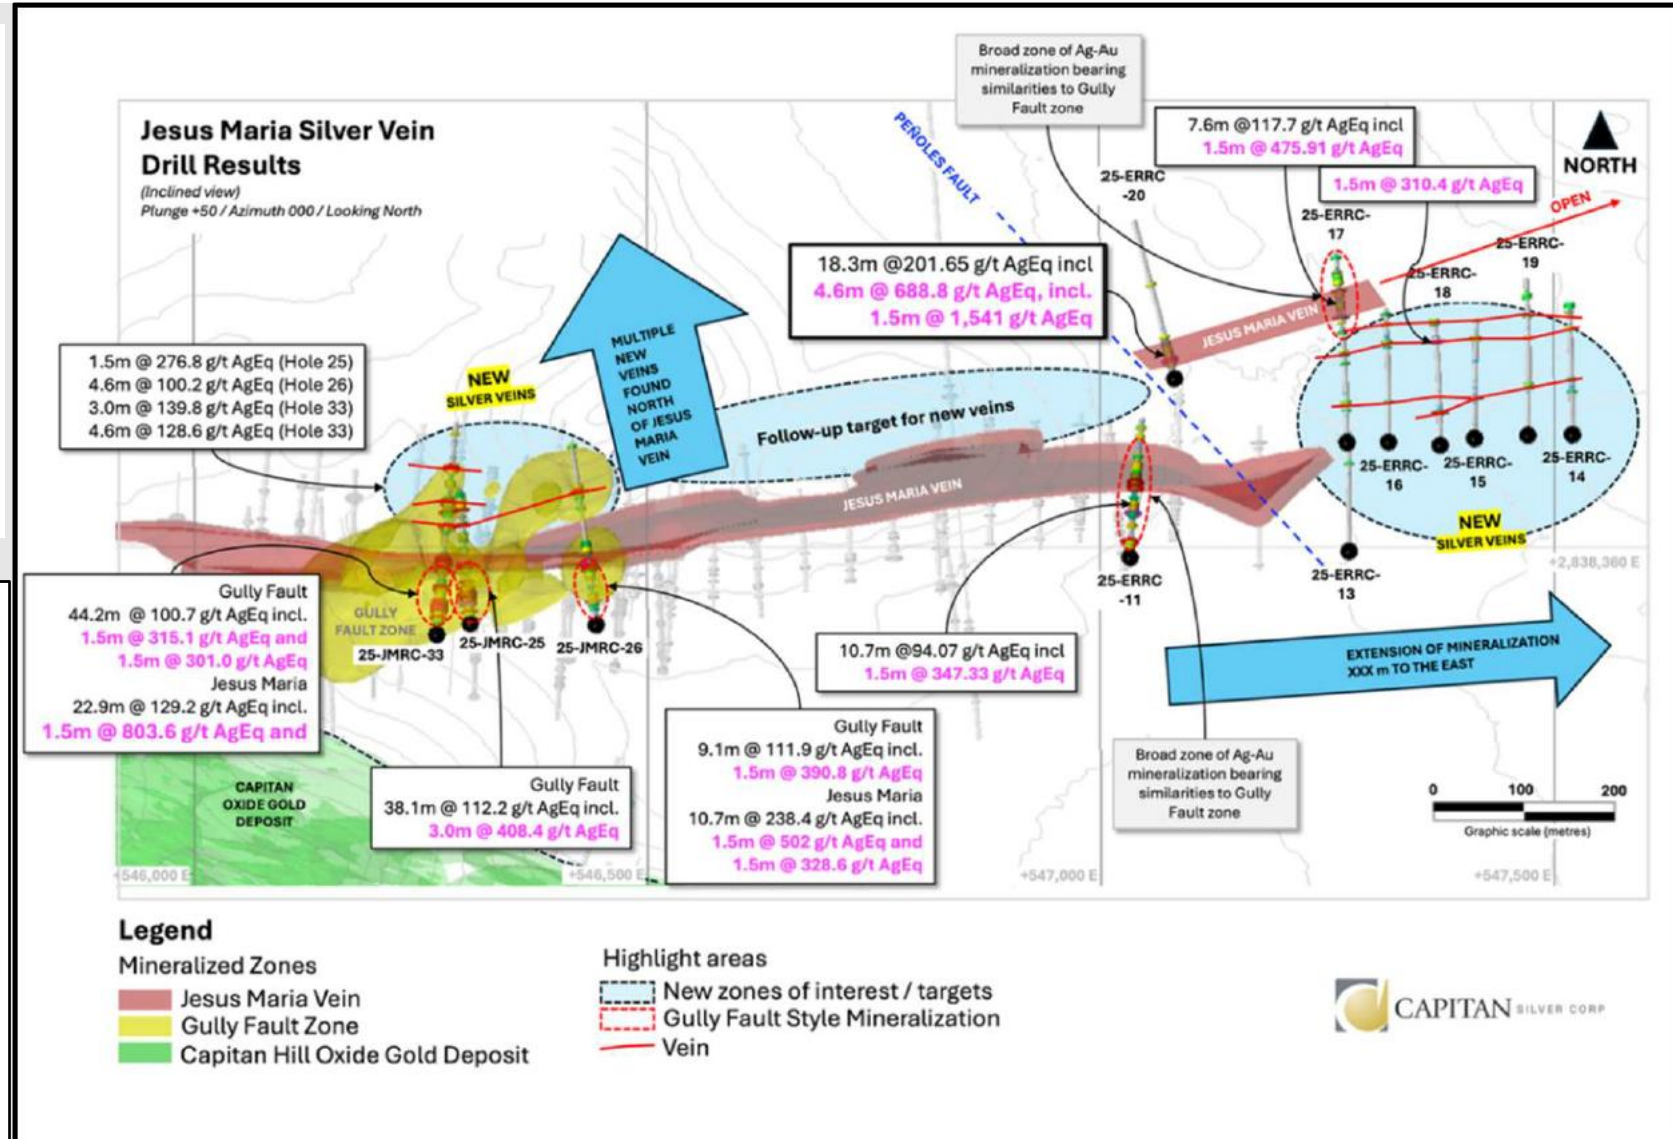 Jesus Maria Silver Vein
Drill Results
(Inclined view)
Plunge +50 / Azimuth 000 / Looking North
Broad zone of Ag-Au
mineralization bearing
similarities to Gully
Fault zone
PEÑOLES FAULT
25-ERRC
-20
7.6m @117.7 g/t AgEq incl
1.5m @ 475.91 g/t AgEq
1.5m @ 310.4 g/t AgEq
NORTH
OPEN
25-ERRC-
17
25-ERRC-
18
25-ERRC-
19
18.3m @201.65 g/t AgEq incl
4.6m @ 688.8 g/t AgEq, incl.
1.5m @ 1,541 g/t AgEq
JESUS MARIA VEIN
MULTIPLE
NEW
VEINS
FOUND
NORTH
OF JESUS
MARIA
VEIN
1.5m @ 276.8 g/t AgEq (Hole 25)
4.6m @ 100.2 g/t AgEq (Hole 26)
3.0m @ 139.8 g/t AgEq (Hole 33)
4.6m @ 128.6 g/t AgEq (Hole 33)
NEW
SILVER VEINS
Follow-up target for new veins
JESUS MARIA VEIN
25-ERRC-
16
25-ERRC-
15
25-ERRC-
14
NEW
SILVER VEINS
+2,838,360 E
25-ERRC
-11
25-ERRC-
13
Gully Fault
44.2m @ 100.7 g/t AgEq incl.
1.5m @ 315.1 g/t AgEq and
1.5m @ 301.0 g/t AgEq
Jesus Maria
22.9m @ 129.2 g/t AgEq incl.
1.5m @ 803.6 g/t AgEq and
GULLY
FAULT ZONE
25-JMRC-33
25-JMRC-25
25-JMRC-26
10.7m @94.07 g/t AgEq incl
1.5m @ 347.33 g/t AgEq
EXTENSION OF MINERALIZATION
XXX m TO THE EAST
Gully Fault
9.1m @ 111.9 g/t AgEq incl.
1.5m @ 390.8 g/t AgEq
Jesus Maria
10.7m @ 238.4 g/t AgEq incl.
1.5m @ 502 g/t AgEq and
1.5m @ 328.6 g/t AgEq
Broad zone of Ag-Au
mineralization bearing
similarities to Gully
Fault zone
CAPITAN
OXIDE GOLD
DEPOSIT
Gully Fault
38.1m @ 112.2 g/t AgEq incl.
3.0m @ 408.4 g/t AgEq
0 100 200
Graphic scale (metres)
+546,000 E
+546,500 E
+547,000 E
+547,500 E
Legend
Mineralized Zones
Jesus Maria Vein
Gully Fault Zone
Capitan Hill Oxide Gold Deposit
Highlight areas
New zones of interest / targets
Gully Fault Style Mineralization
Vein
CAPITAN SILVER CORP